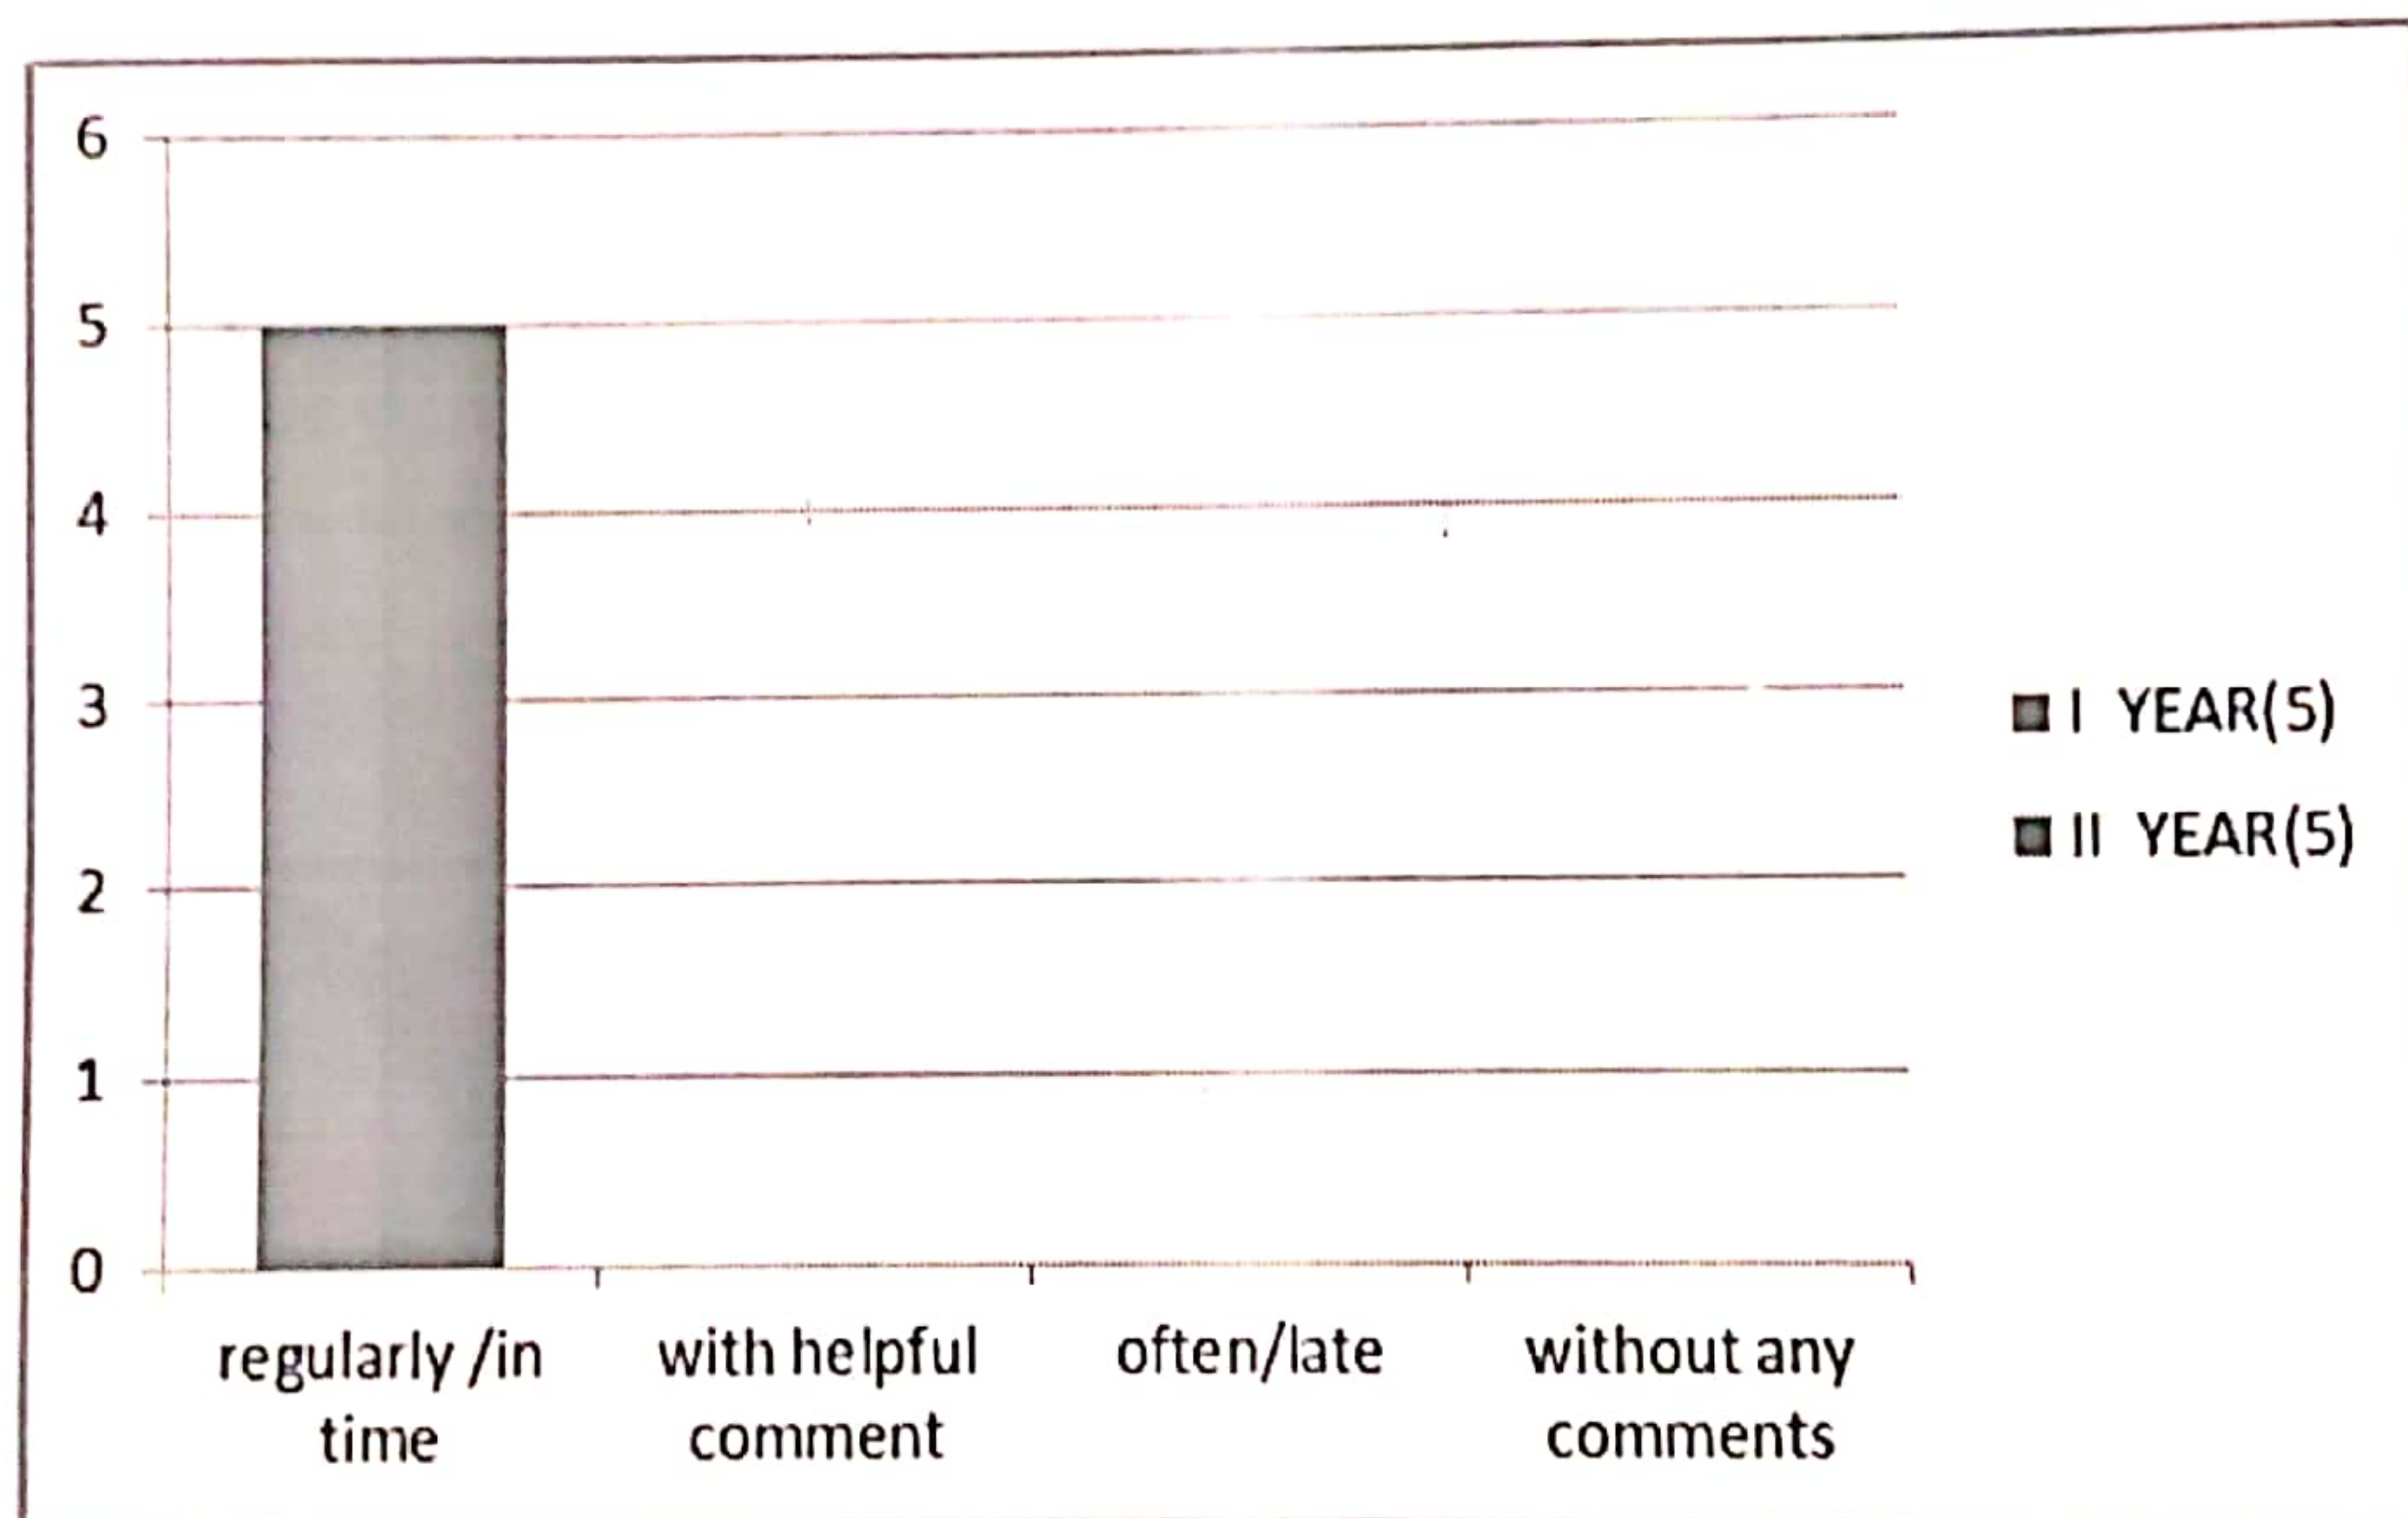 6
5
4
3
2
1
0
regularly /in
time
with helpful
comment
often/late
without any
comments
I YEAR(5)
II YEAR(5)